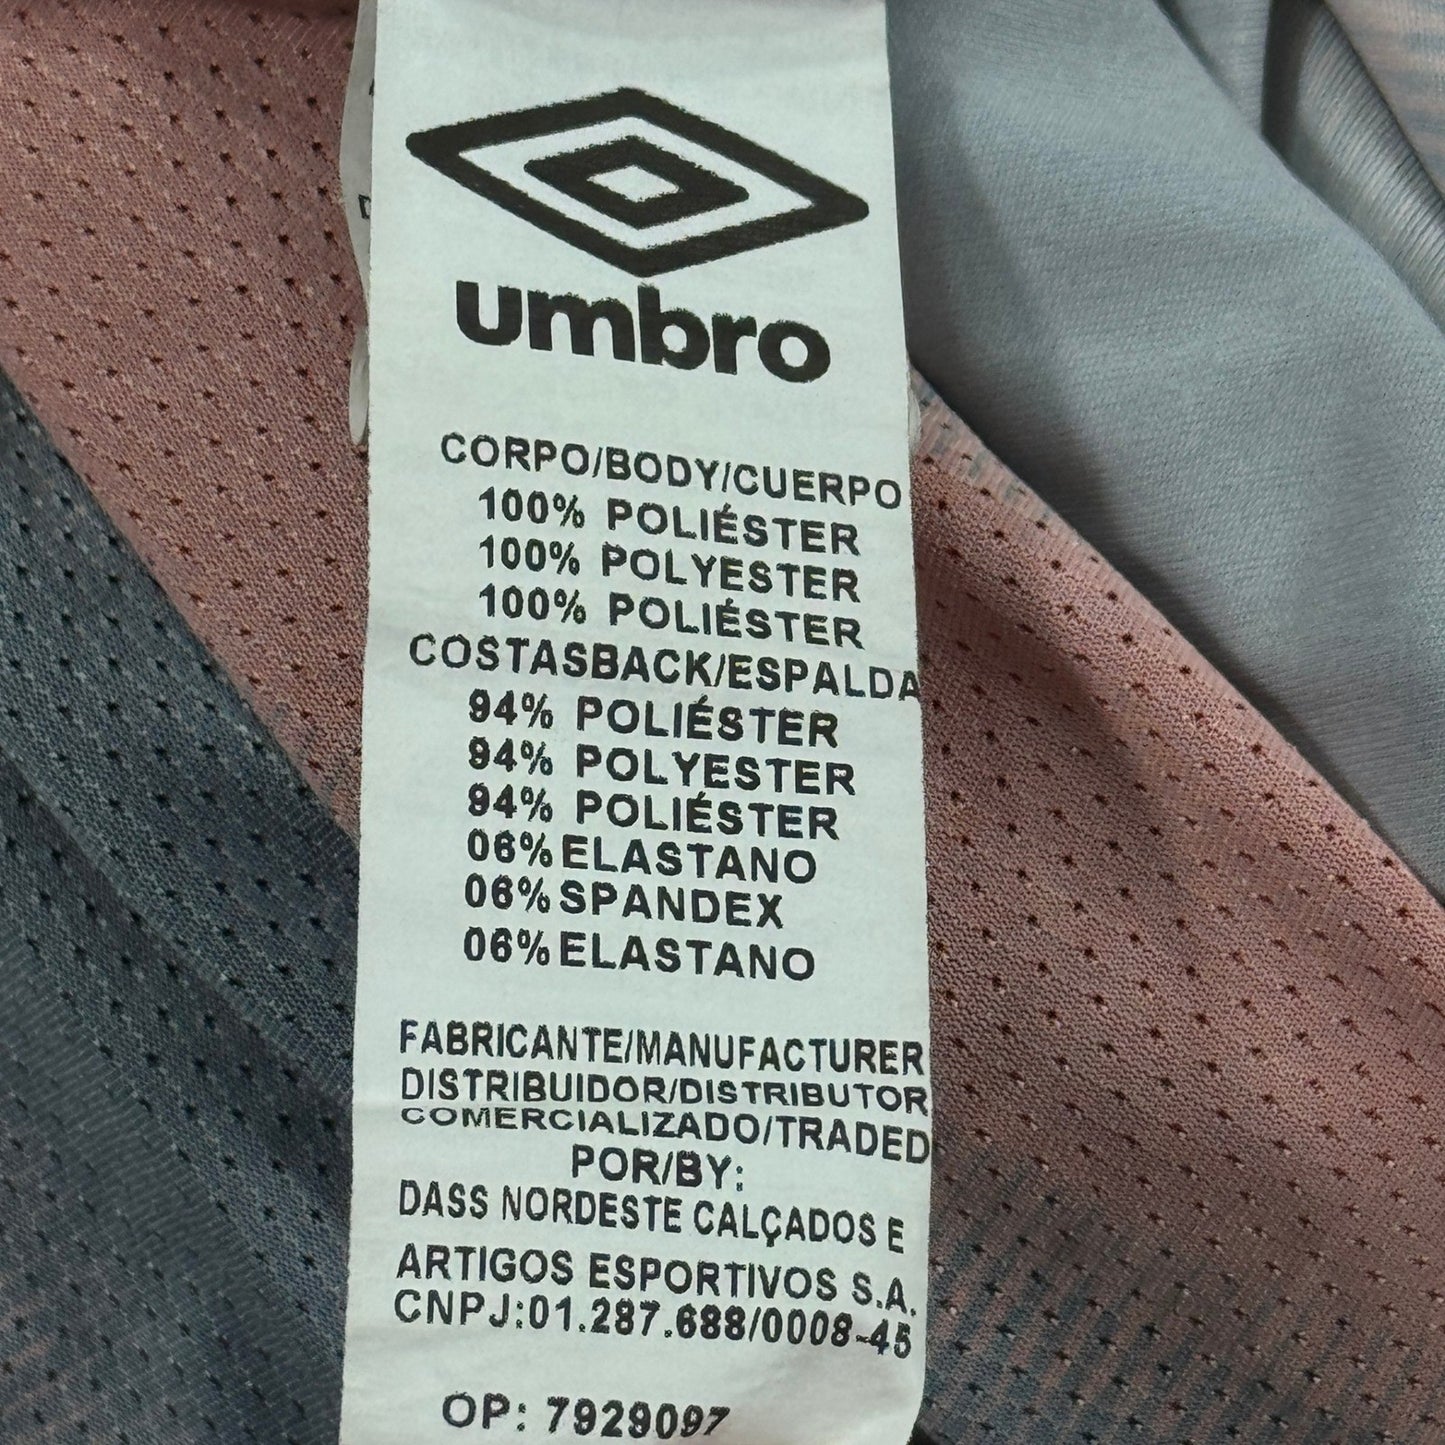 umbro
CORPO/BODY/CUERPO
100% POLIÉSTER
100% POLYESTER
100% POLIÉSTER
COSTASBACK/ESPALDA
94% POLIÉSTER
94% POLYESTER
94% POLIÉSTER
06% ELASTANO
06% SPANDEX
06% ELASTANO
FABRICANTE/MANUFACTURER
DISTRIBUIDOR/DISTRIBUTOR
COMERCIALIZADO/TRADED
POR/BY:
DASS NORDESTE CALÇADOS E
ARTIGOS ESPORTIVOS S.A.
CNPJ:01.287.688/0008-45
OP: 7929097